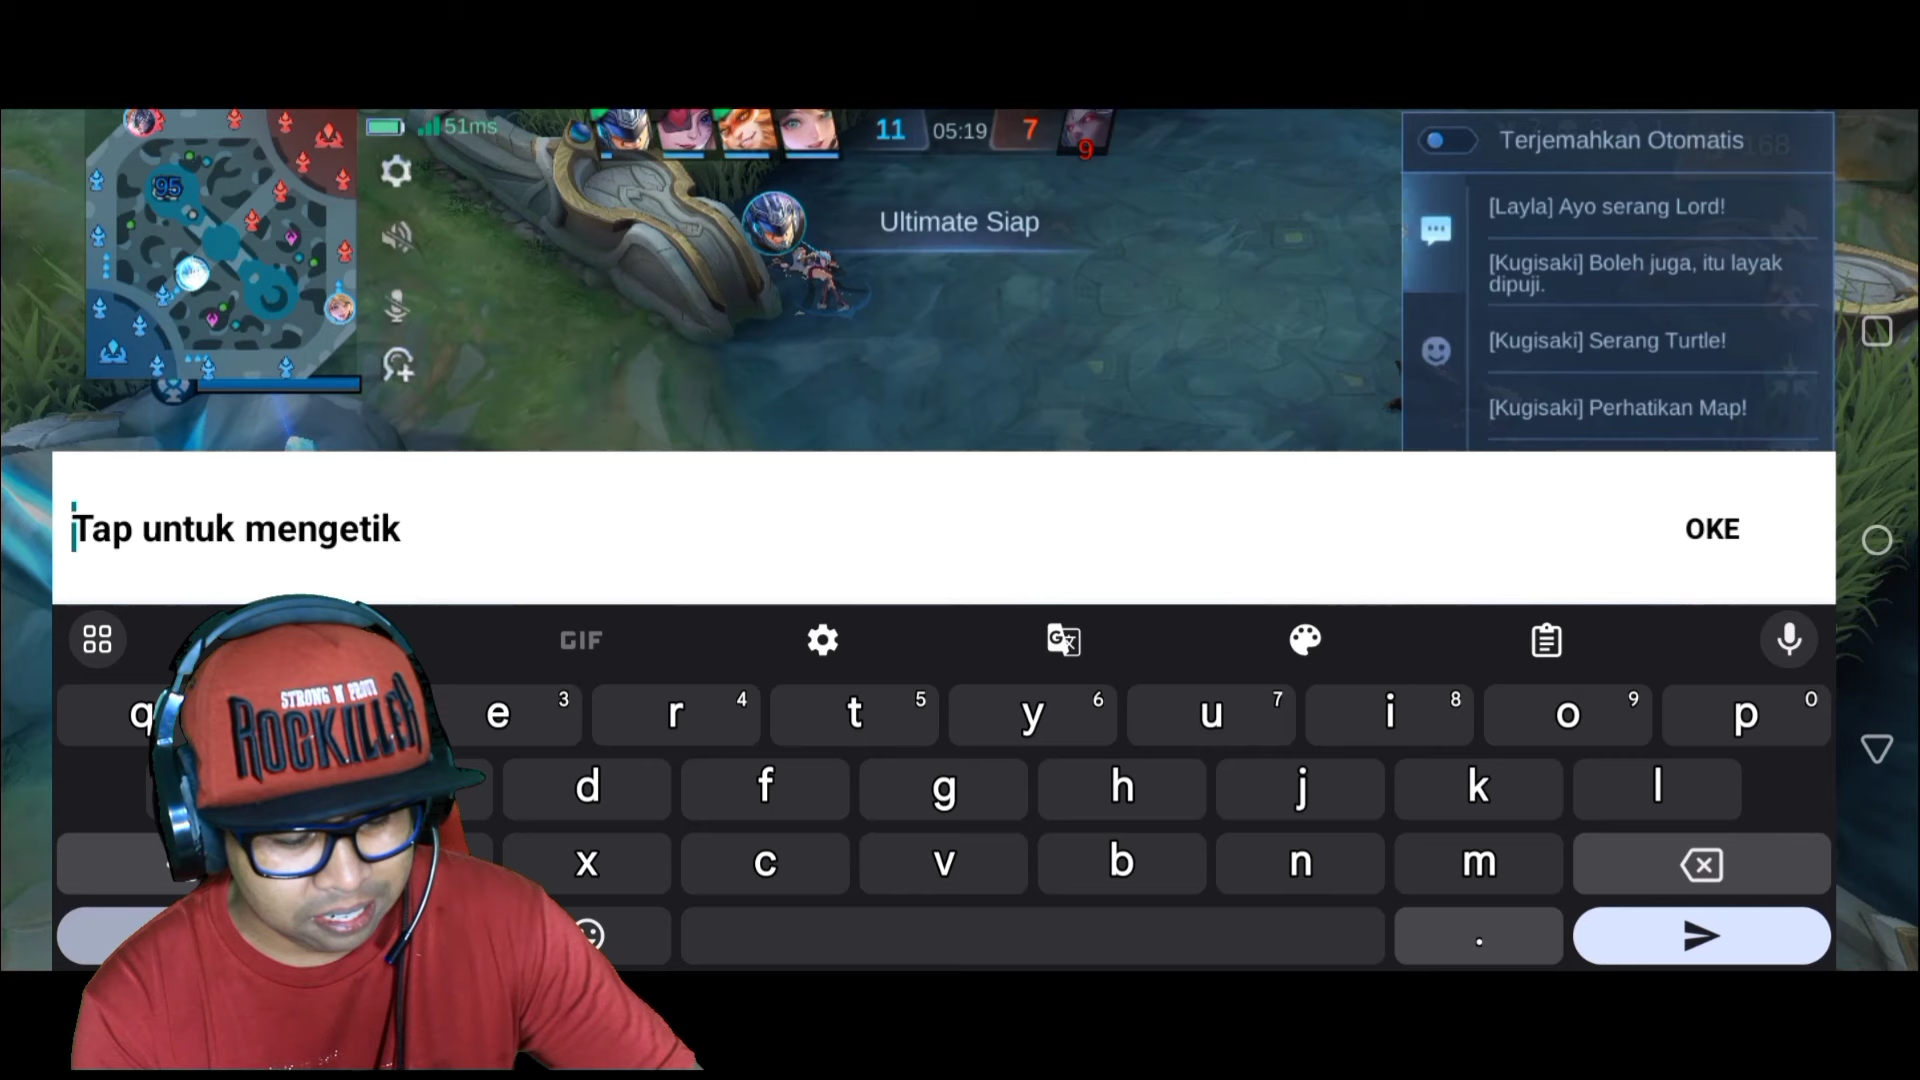 51ms
11 05:19 7
9
95
Ultimate Siap
Terjemahkan Otomatis
[Layla] Ayo serang Lord!
[Kugisaki] Boleh juga, itu layak
dipuji.
[Kugisaki] Serang Turtle!
[Kugisaki] Perhatikan Map!
Tap untuk mengetik
OKE
GIF
q e 3 r 4 t 5 y 6 u 7 i 8 o 9 p 0
d f g h j k l
x c v b n m
.
ROCKILLER